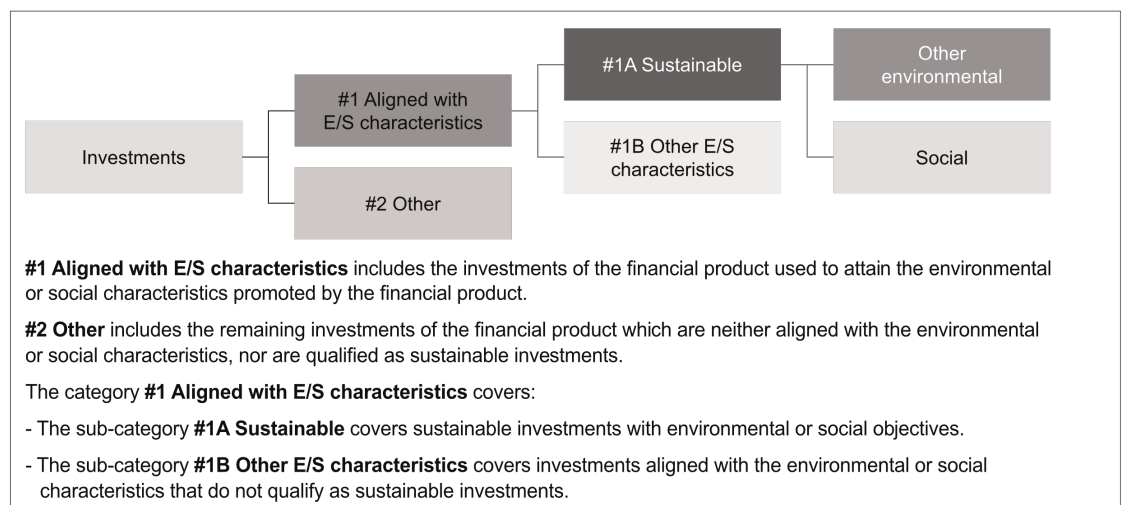 #1A Sustainable
Other
environmental
#1 Aligned with
E/S characteristics
Investments
#1B Other E/S
characteristics
Social
#2 Other
#1 Aligned with E/S characteristics includes the investments of the financial product used to attain the environmental
or social characteristics promoted by the financial product.
#2 Other includes the remaining investments of the financial product which are neither aligned with the environmental
or social characteristics, nor are qualified as sustainable investments.
The category #1 Aligned with E/S characteristics covers:
- The sub-category #1A Sustainable covers sustainable investments with environmental or social objectives.
- The sub-category #1B Other E/S characteristics covers investments aligned with the environmental or social
characteristics that do not qualify as sustainable investments.